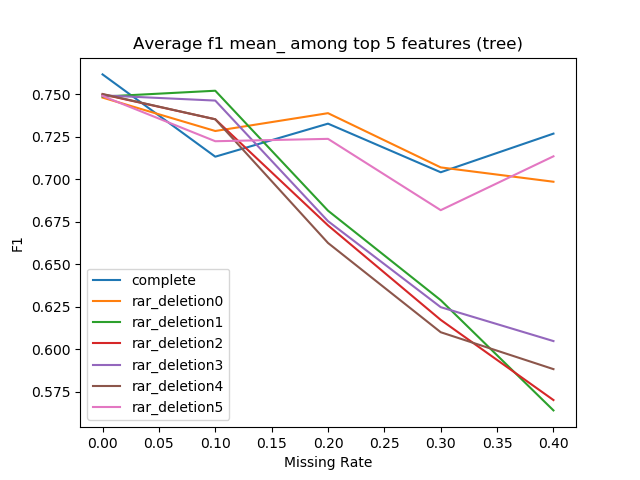 Average f1 mean_ among top 5 features (tree)
0.750
0.725
0.700
0.675
0.650
0.625
0.600
0.575
F1
complete
rar_deletion0
rar_deletion1
rar_deletion2
rar_deletion3
rar_deletion4
rar_deletion5
0.00 0.05 0.10 0.15 0.20 0.25 0.30 0.35 0.40
Missing Rate